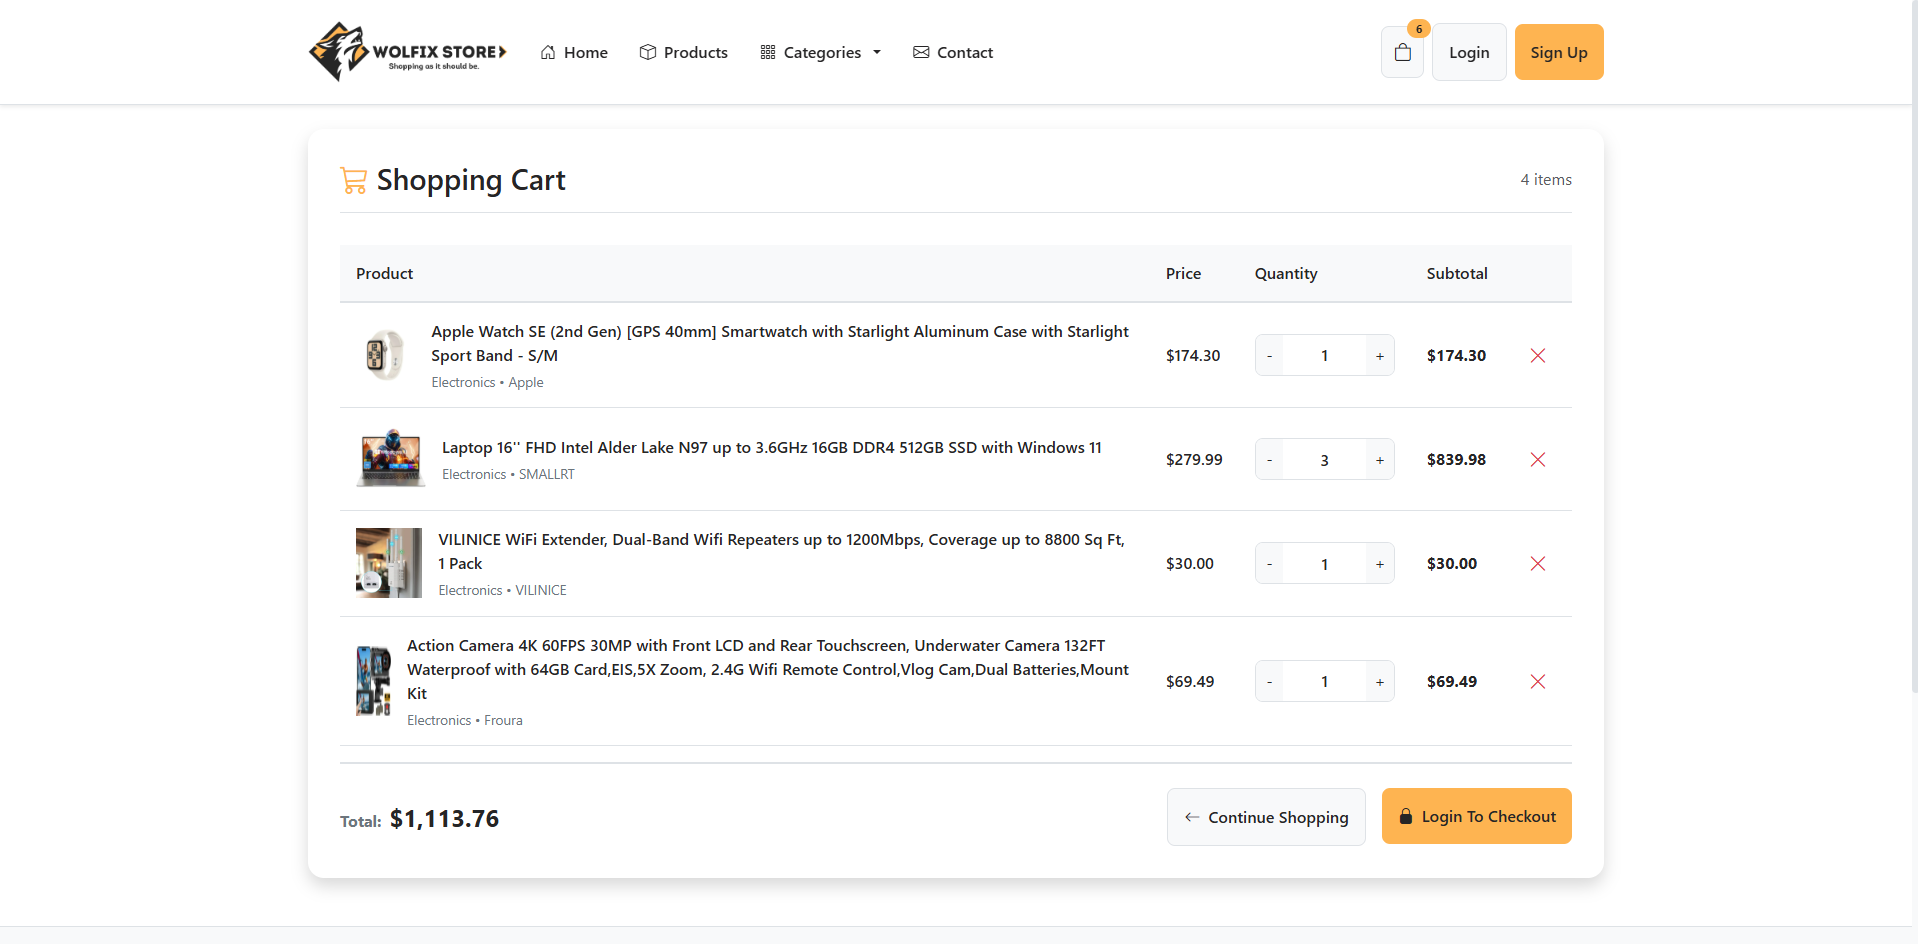 WOLFIX STORE
Shopping as it should be.
Home
Products
Categories
Contact
6
Login
Sign Up
Shopping Cart
4 items
Product Price Quantity Subtotal
Apple Watch SE (2nd Gen) [GPS 40mm] Smartwatch with Starlight Aluminum Case with Starlight
Sport Band - S/M
Electronics • Apple
$174.30 - 1 + $174.30
Laptop 16'' FHD Intel Alder Lake N97 up to 3.6GHz 16GB DDR4 512GB SSD with Windows 11
Electronics • SMALLRT
$279.99 - 3 + $839.98
VILINICE WiFi Extender, Dual-Band Wifi Repeaters up to 1200Mbps, Coverage up to 8800 Sq Ft,
1 Pack
Electronics • VILINICE
$30.00 - 1 + $30.00
Action Camera 4K 60FPS 30MP with Front LCD and Rear Touchscreen, Underwater Camera 132FT
Waterproof with 64GB Card,EIS,5X Zoom, 2.4G Wifi Remote Control,Vlog Cam,Dual Batteries,Mount
Kit
Electronics • Froura
$69.49 - 1 + $69.49
Total: $1,113.76
Continue Shopping
Login To Checkout